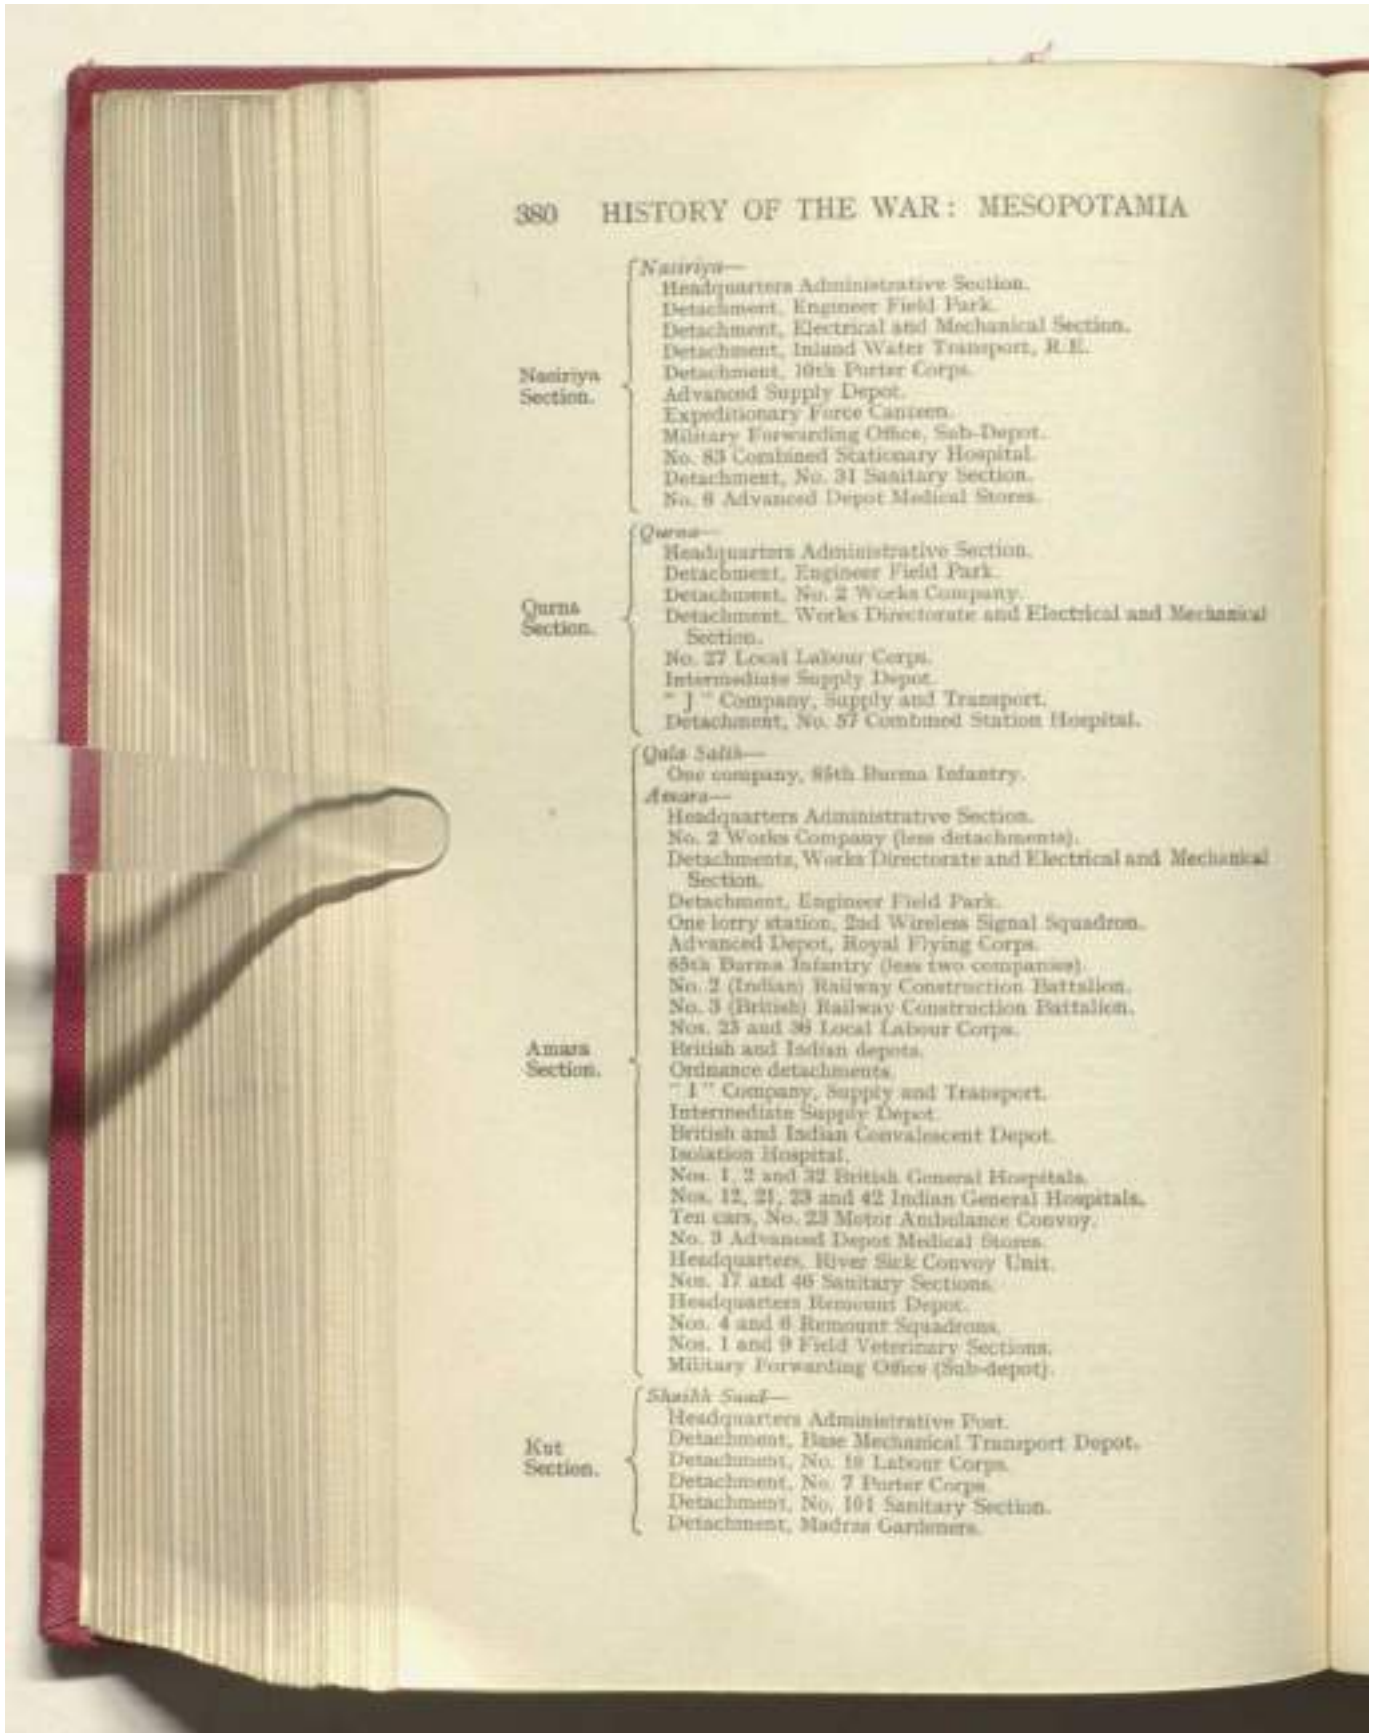 380 HISTORY OF THE WAR: MESOPOTAMIA
Nasiriya
Section.
Nasiriya—
Headquarters Administrative Section.
Detachment, Engineer Field Park.
Detachment, Electrical and Mechanical Section.
Detachment, Inland Water Transport, R.E.
Detachment, 10th Porter Corps.
Advanced Supply Depot.
Expeditionary Force Canteen.
Military Forwarding Office, Sub-Depot.
No. 83 Combined Stationary Hospital.
Detachment, No. 31 Sanitary Section.
No. 8 Advanced Depot Medical Stores.
Qurna
Section.
Qurna—
Headquarters Administrative Section.
Detachment, Engineer Field Park.
Detachment, No. 2 Works Company.
Detachment, Works Directorate and Electrical and Mechanical
Section.
No. 27 Local Labour Corps.
Intermediate Supply Depot.
" J " Company, Supply and Transport.
Detachment, No. 57 Combined Station Hospital.
Amara
Section.
Qala Salih—
One company, 85th Burma Infantry.
Amara—
Headquarters Administrative Section.
No. 2 Works Company (less detachments).
Detachments, Works Directorate and Electrical and Mechanical
Section.
Detachment, Engineer Field Park.
One lorry station, 2nd Wireless Signal Squadron.
Advanced Depot, Royal Flying Corps.
85th Burma Infantry (less two companies).
No. 2 (Indian) Railway Construction Battalion.
No. 3 (British) Railway Construction Battalion.
Nos. 25 and 36 Local Labour Corps.
British and Indian depots.
Ordnance detachments.
" I " Company, Supply and Transport.
Intermediate Supply Depot.
British and Indian Convalescent Depot.
Isolation Hospital.
Nos. 1, 2 and 32 British General Hospitals.
Nos. 12, 21, 23 and 42 Indian General Hospitals.
Ten cars, No. 23 Motor Ambulance Convoy.
No. 3 Advanced Depot Medical Stores.
Headquarters, River Sick Convoy Unit.
Nos. 17 and 46 Sanitary Sections.
Headquarters Remount Depot.
Nos. 4 and 6 Remount Squadrons.
Nos. 1 and 9 Field Veterinary Sections.
Military Forwarding Office (Sub-depot).
Kut
Section.
Shaikh Saad—
Headquarters Administrative Post.
Detachment, Base Mechanical Transport Depot.
Detachment, No. Labour Corps.
Detachment, No. 7 Porter Corps.
Detachment, No. 101 Sanitary Section.
Detachment, Madras Gardeners.